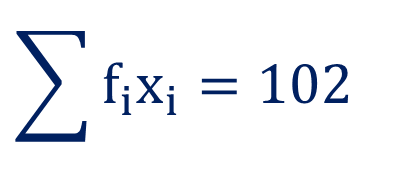 ∑ fᵢxᵢ = 102